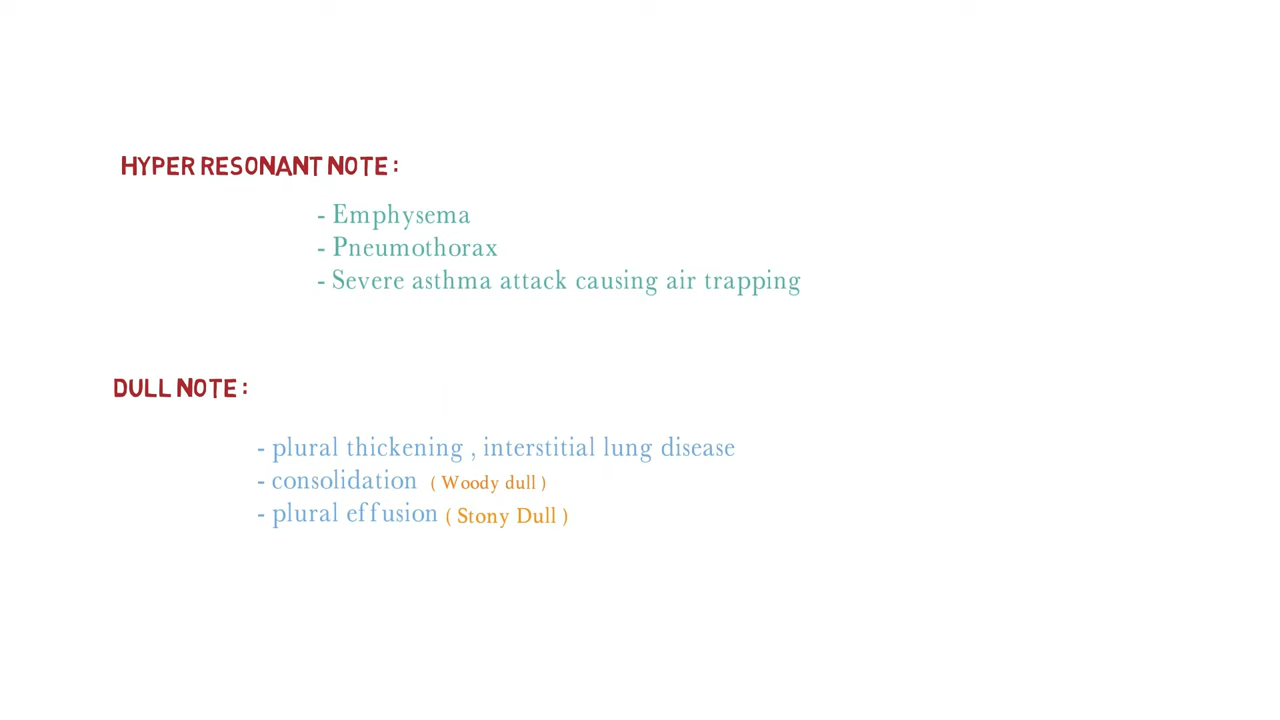 HYPER RESONANT NOTE :
- Emphysema
- Pneumothorax
- Severe asthma attack causing air trapping
DULL NOTE :
- plural thickening , interstitial lung disease
- consolidation ( Woody dull )
- plural effusion ( Stony Dull )